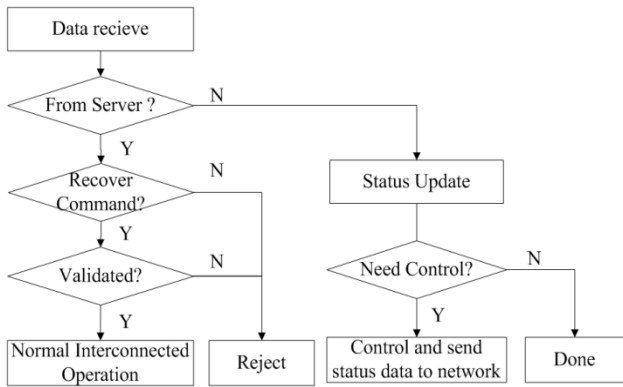 Data recieve
From Server ?
N
Y
Recover
Command?
N
Status Update
Y
Validated?
N
Need Control?
N
Y
Y
Normal Interconnected
Operation
Reject
Control and send
status data to network
Done